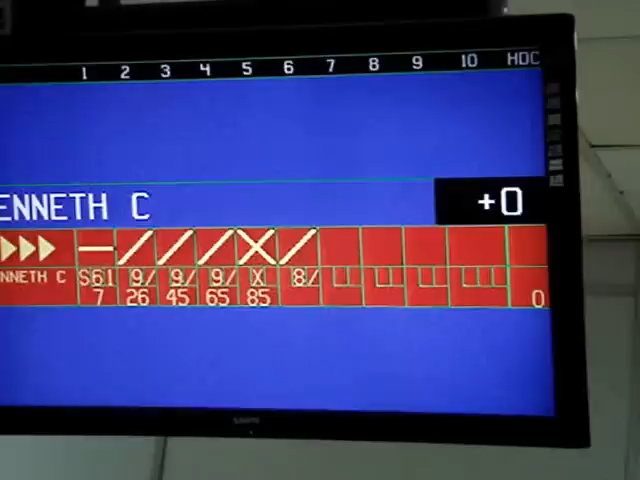 1 2 3 4 5 6 7 8 9 10 HDC
ENNETH C +0
NNETH C S61 9/ 9/ 9/ X 8/
7 26 45 65 85 0